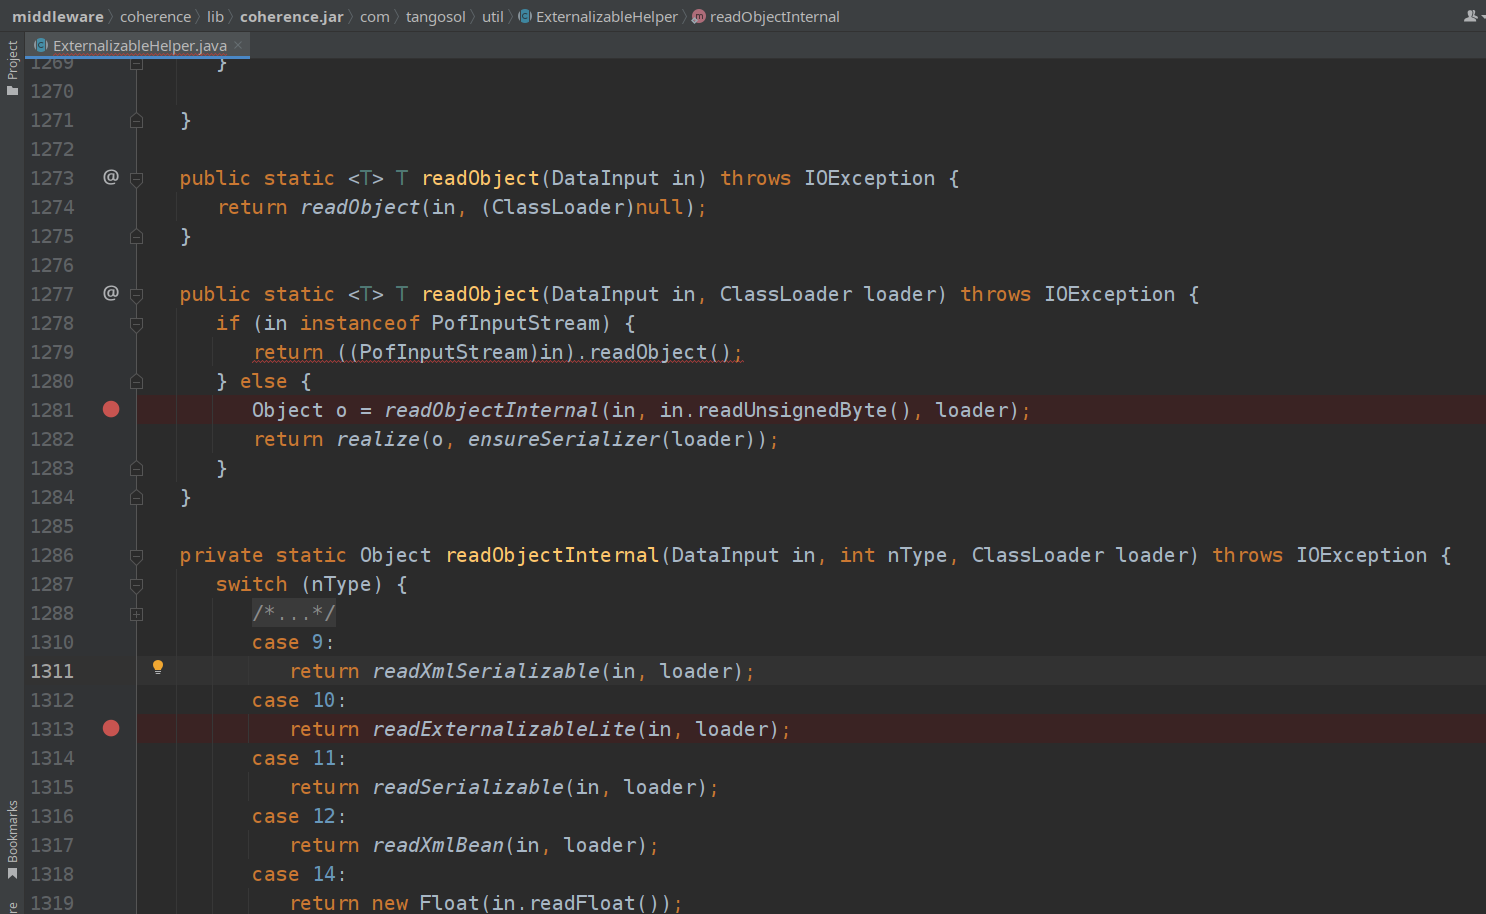 middleware coherence lib coherence.jar com tangosol util ExternalizableHelper readObjectInternal
ExternalizableHelper.java
Project
1269 }
1270
1271 }
1272
1273 @ public static <T> T readObject(DataInput in) throws IOException {
1274 return readObject(in, (ClassLoader)null);
1275 }
1276
1277 @ public static <T> T readObject(DataInput in, ClassLoader loader) throws IOException {
1278 if (in instanceof PofInputStream) {
1279 return ((PofInputStream)in).readObject();
1280 } else {
1281 Object o = readObjectInternal(in, in.readUnsignedByte(), loader);
1282 return realize(o, ensureSerializer(loader));
1283 }
1284 }
1285
1286 private static Object readObjectInternal(DataInput in, int nType, ClassLoader loader) throws IOException {
1287 switch (nType) {
1288 /*...*/
1310 case 9:
1311 return readXmlSerializable(in, loader);
1312 case 10:
1313 return readExternalizableLite(in, loader);
1314 case 11:
1315 return readSerializable(in, loader);
1316 case 12:
1317 return readXmlBean(in, loader);
1318 case 14:
1319 return new Float(in.readFloat());
Bookmarks
re